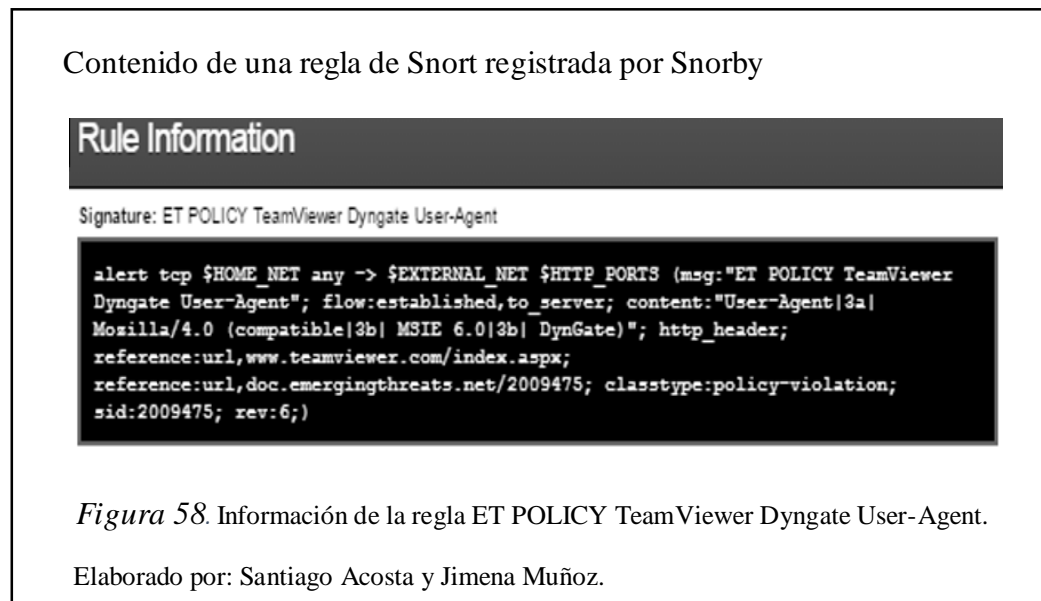 Contenido de una regla de Snort registrada por Snorby
Rule Information
Signature: ET POLICY TeamViewer Dyngate User-Agent
alert tcp $HOME_NET any -> $EXTERNAL_NET $HTTP_PORTS (msg:"ET POLICY TeamViewer
Dyngate User-Agent"; flow:established,to_server; content:"User-Agent|3a|
Mozilla/4.0 (compatible|3b| MSIE 6.0|3b| DynGate)"; http_header;
reference:url,www.teamviewer.com/index.aspx;
reference:url,doc.emergingthreats.net/2009475; classtype:policy-violation;
sid:2009475; rev:6;)
Figura 58. Información de la regla ET POLICY TeamViewer Dyngate User-Agent.
Elaborado por: Santiago Acosta y Jimena Muñoz.